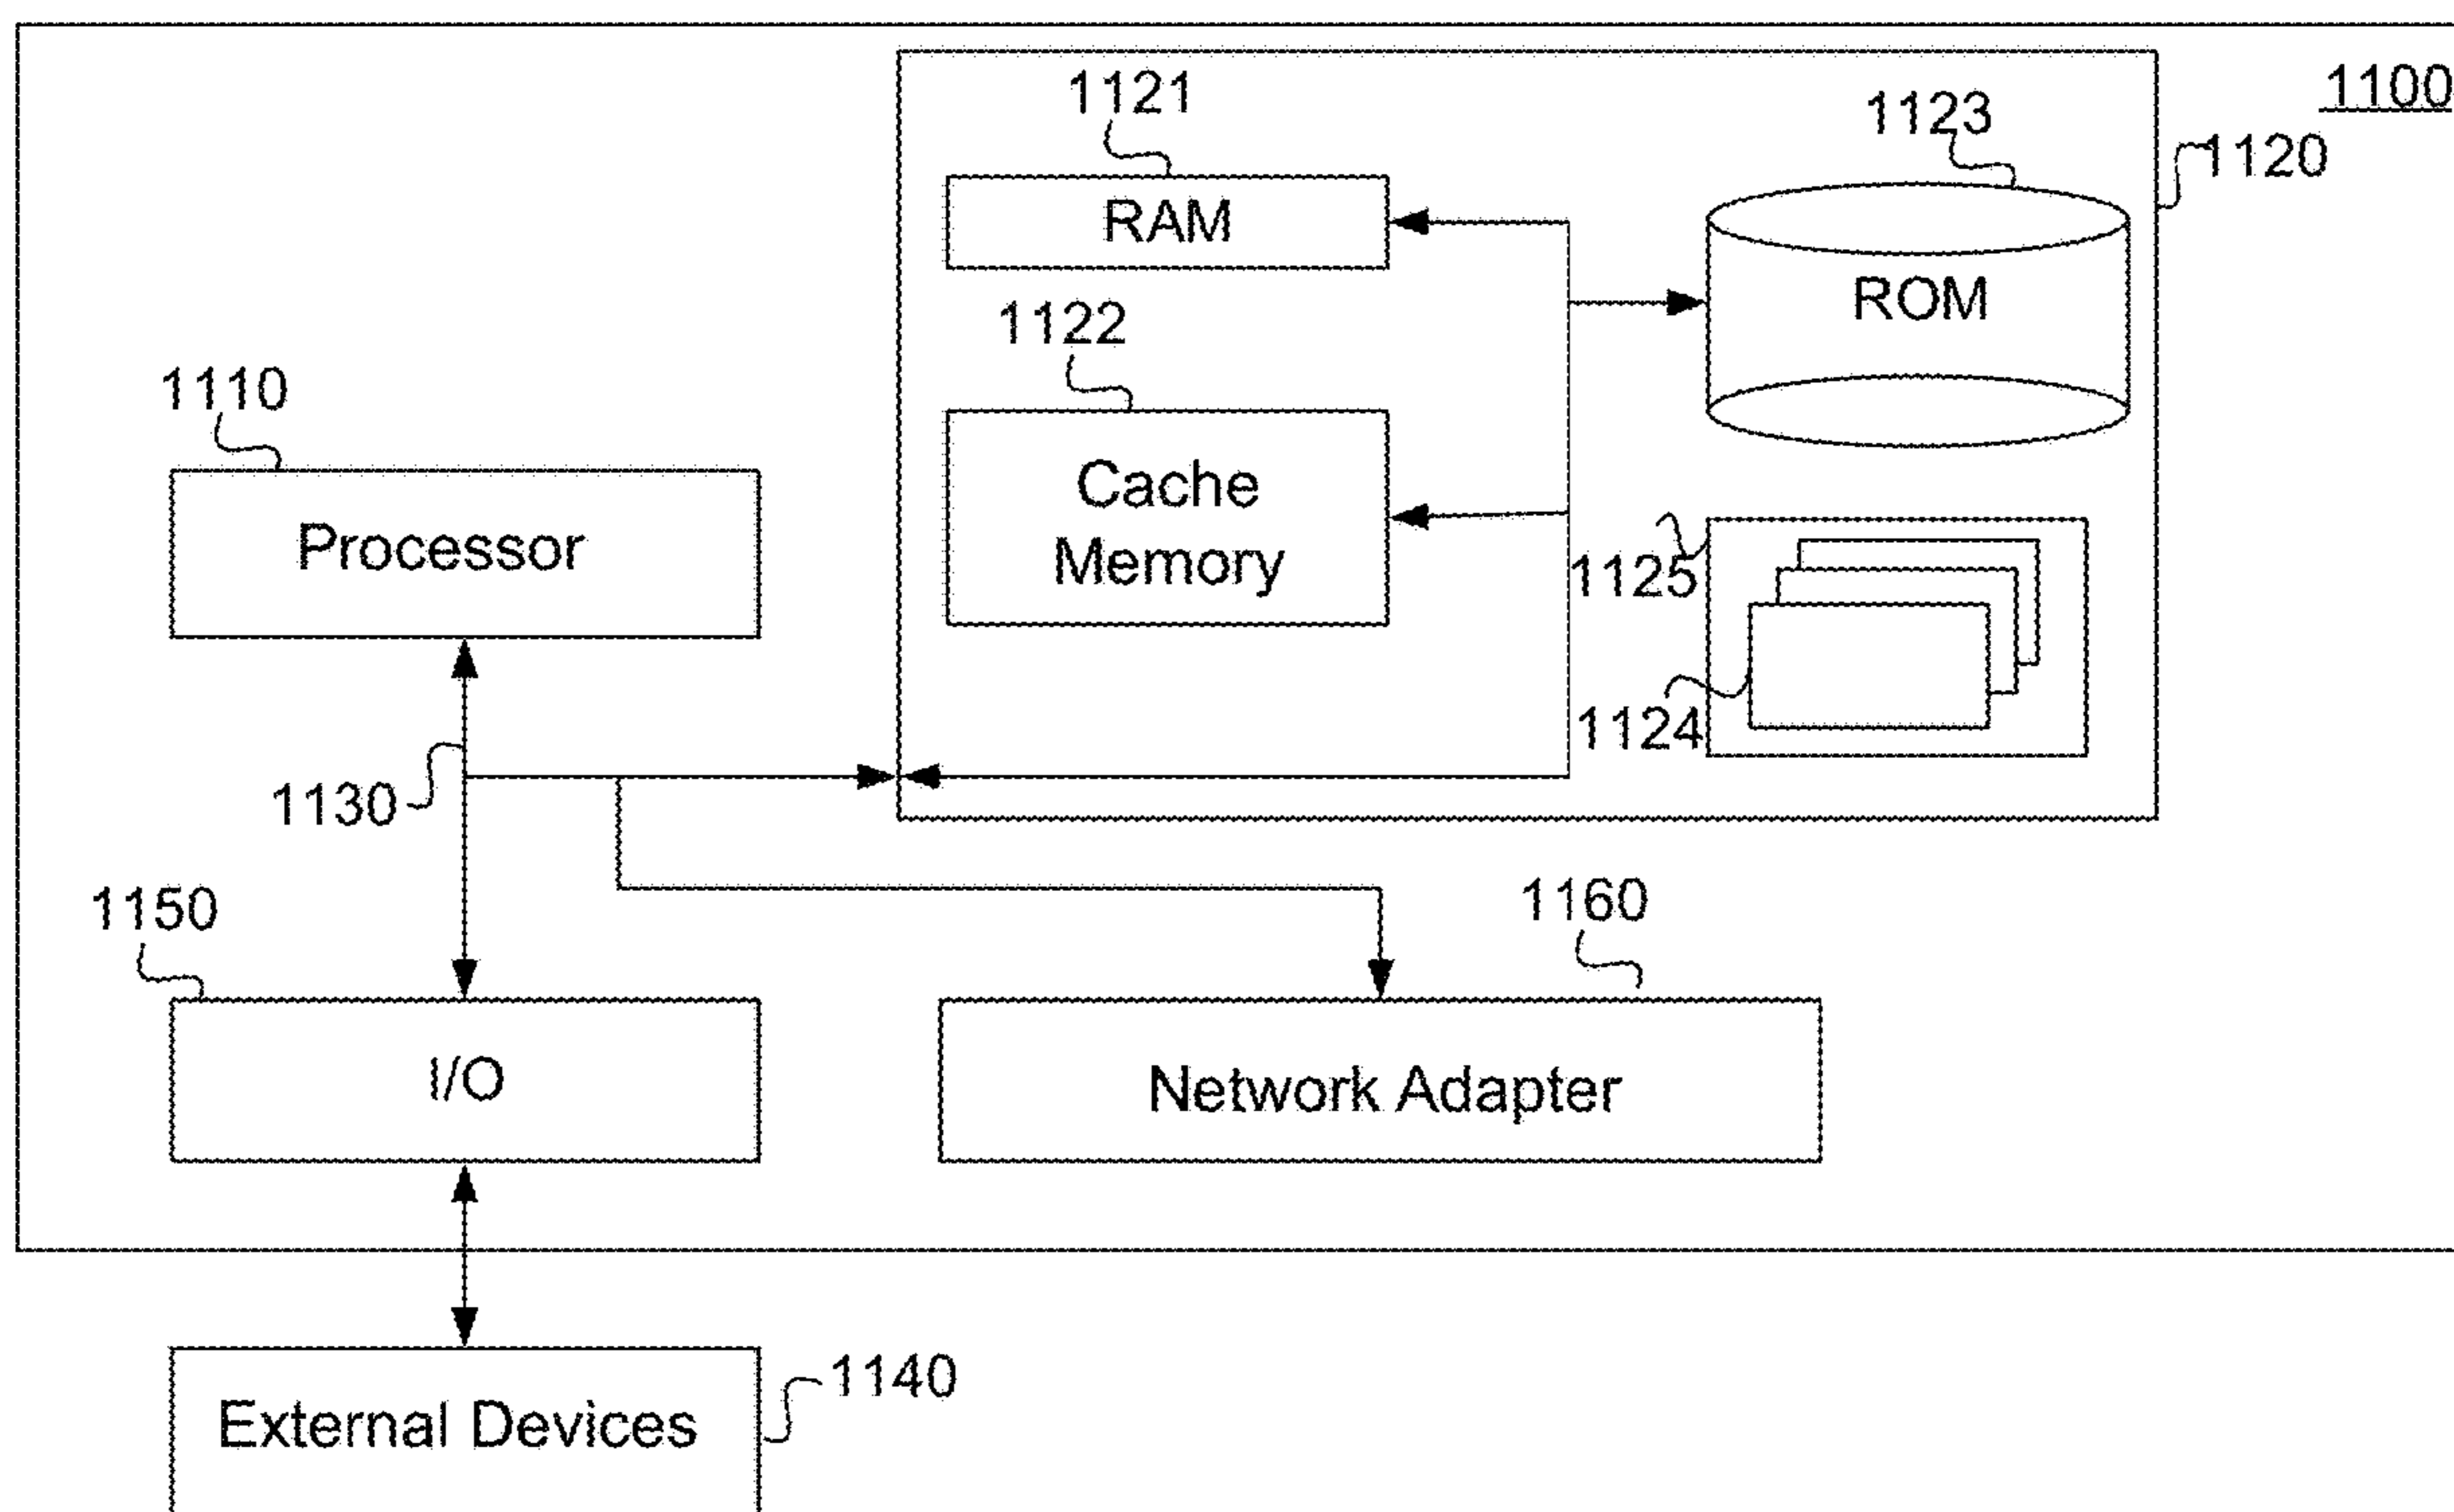 1100
1121
1123
1120
RAM
ROM
1122
1110
Cache
Memory
Processor
1125
1124
1130
1150
1160
I/O
Network Adapter
1140
External Devices